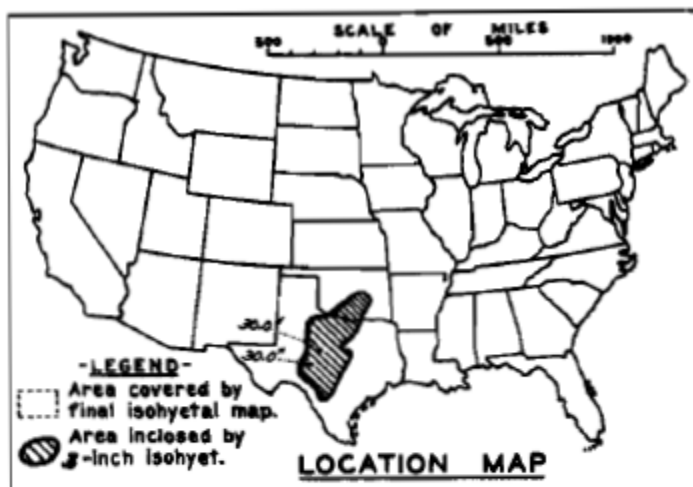 SCALE OF MILES
500 0 500 1000
30.0"
30.0"
-LEGEND-
Area covered by
final isohyetal map.
Area inclosed by
3-inch isohyet.
LOCATION MAP